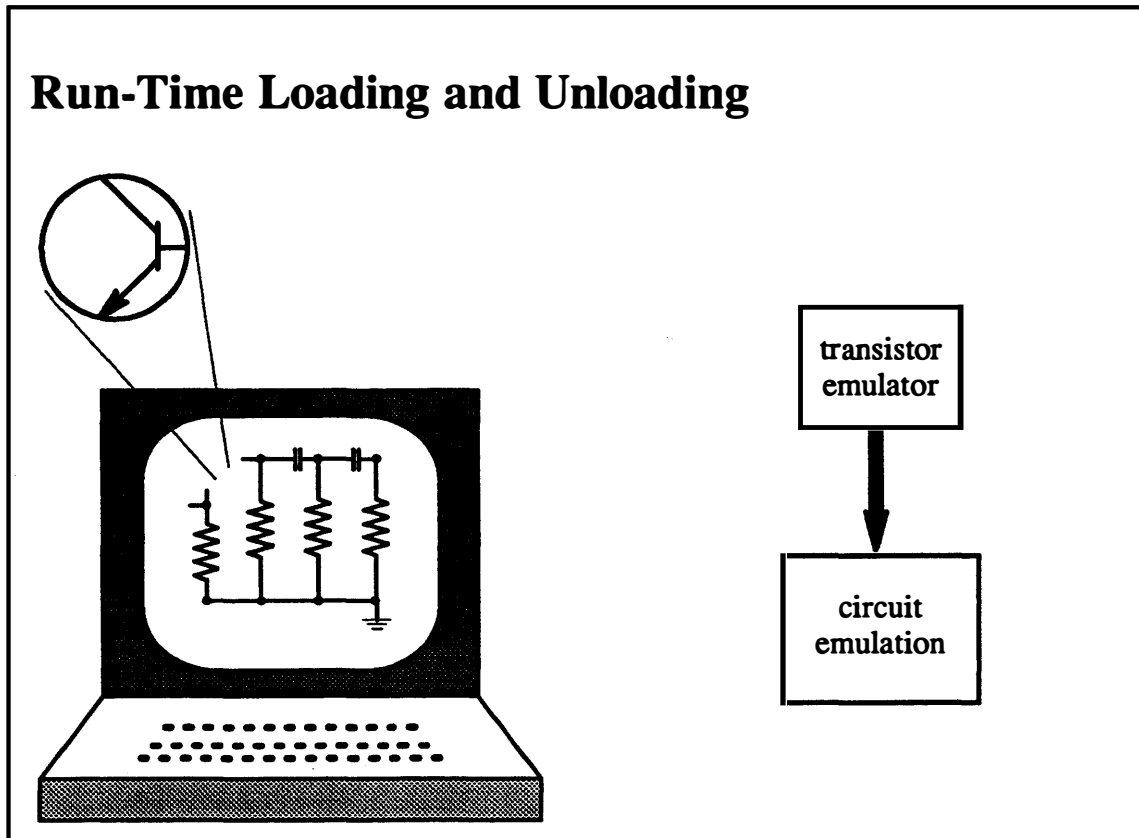 Run-Time Loading and Unloading
transistor
emulator
circuit
emulation